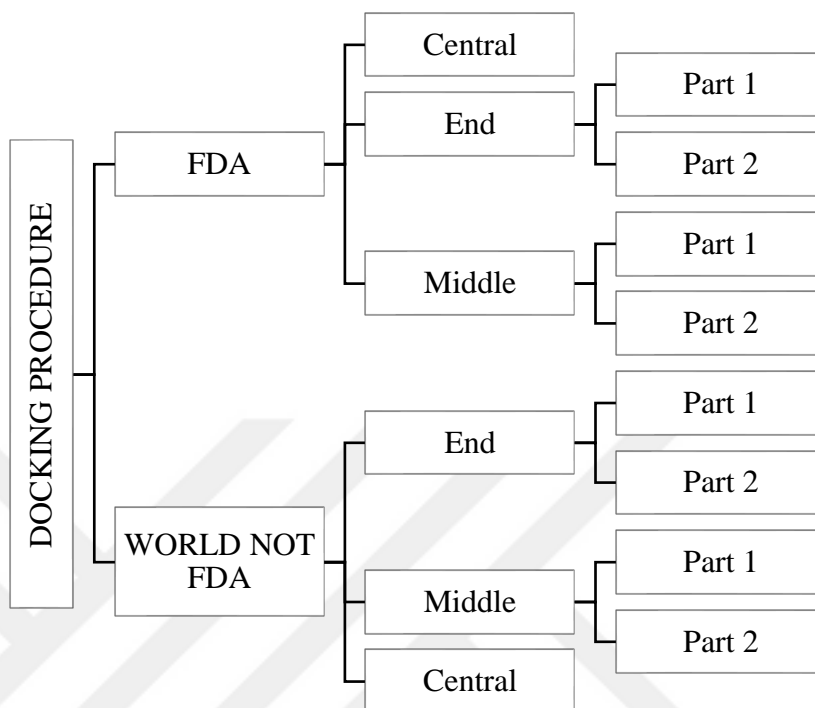 DOCKING PROCEDURE
FDA
Central
End
Part 1
Part 2
Middle
Part 1
Part 2
WORLD NOT
FDA
End
Part 1
Part 2
Middle
Part 1
Part 2
Central